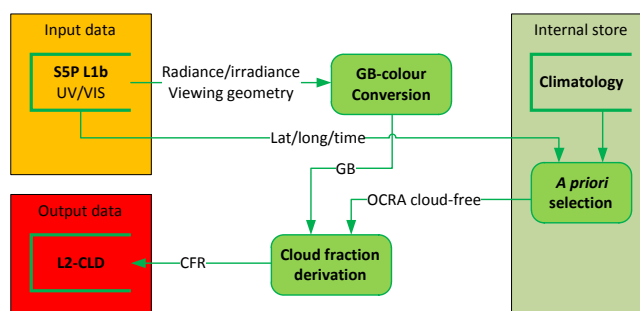 Input data
Internal store
S5P L1b
UV/VIS
Radiance/irradiance
Viewing geometry
GB-colour
Conversion
Climatology
Lat/long/time
GB
A priori
selection
OCRA cloud-free
Output data
L2-CLD
CFR
Cloud fraction
derivation